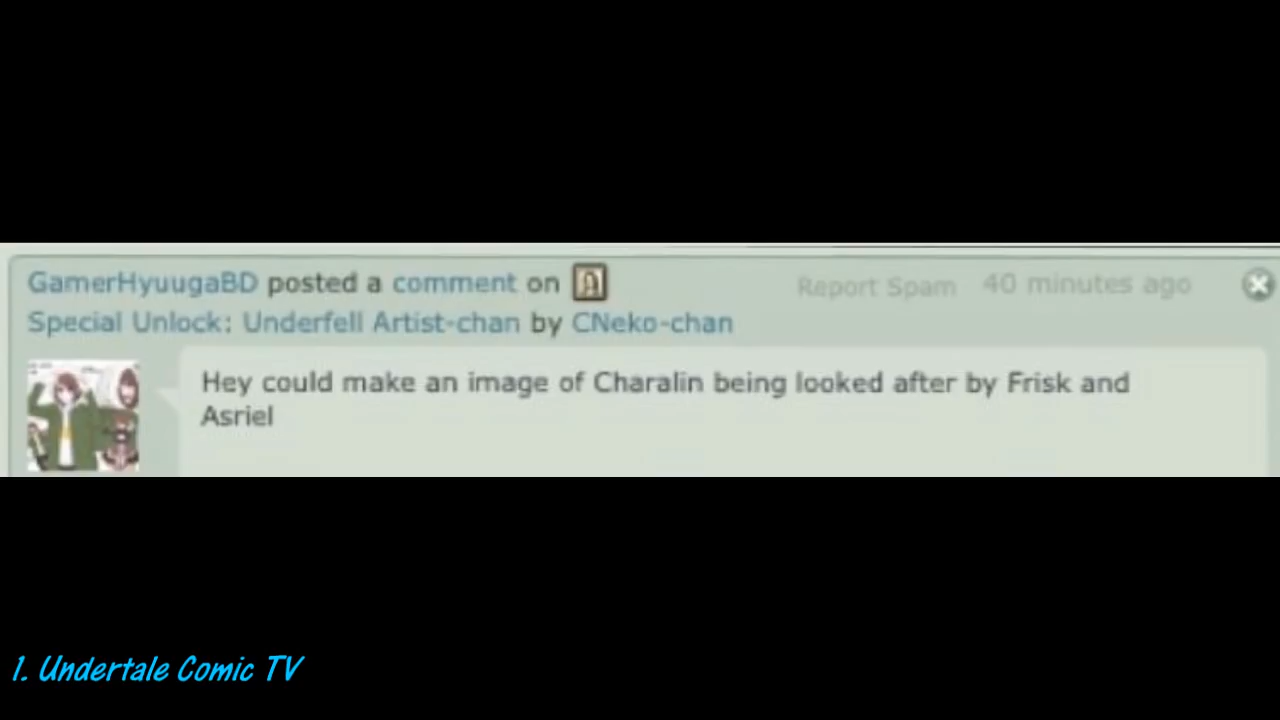 GamerHyuugaBD posted a comment on
Report Spam 40 minutes ago
Special Unlock: Underfell Artist-chan by CNeko-chan
Hey could make an image of Charalin being looked after by Frisk and
Asriel
1. Undertale Comic TV